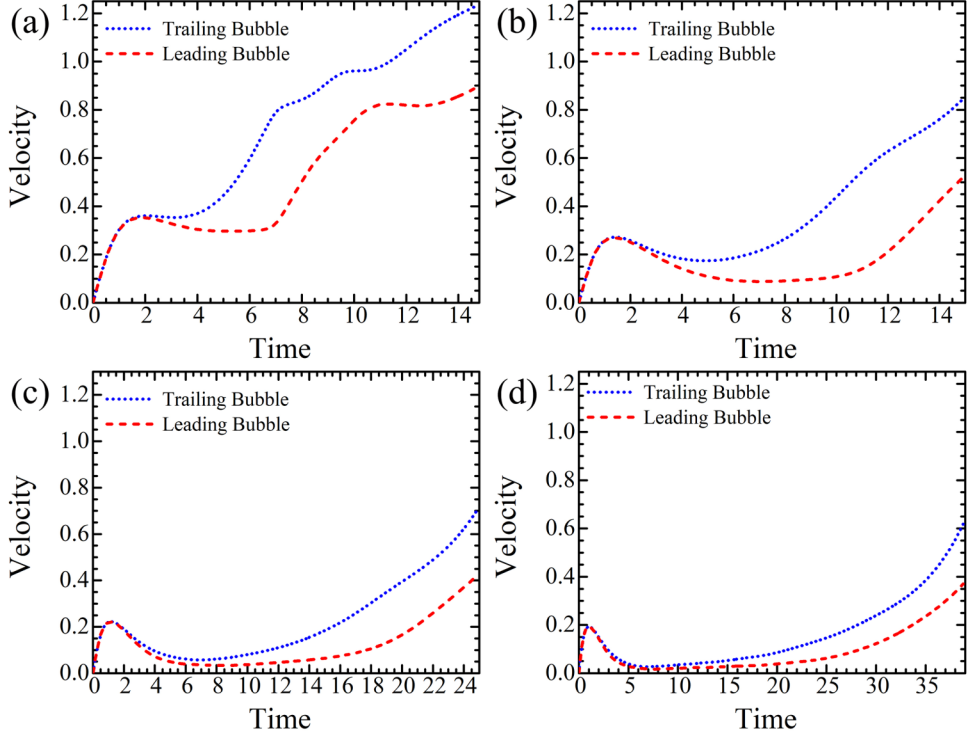 (a)
Trailing Bubble
Leading Bubble
Velocity
1.2
1.0
0.8
0.6
0.4
0.2
0.0
0 2 4 6 8 10 12 14
Time
(b)
Trailing Bubble
Leading Bubble
Velocity
1.2
1.0
0.8
0.6
0.4
0.2
0.0
0 2 4 6 8 10 12 14
Time
(c)
Trailing Bubble
Leading Bubble
Velocity
1.2
1.0
0.8
0.6
0.4
0.2
0.0
0 2 4 6 8 10 12 14 16 18 20 22 24
Time
(d)
Trailing Bubble
Leading Bubble
Velocity
1.2
1.0
0.8
0.6
0.4
0.2
0.0
0 5 10 15 20 25 30 35
Time